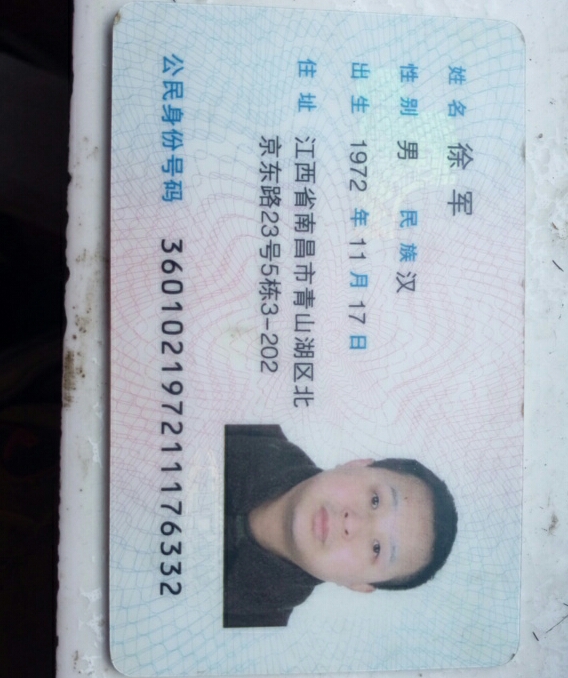 姓名 徐军
性别 男 民族 汉
出生 1972 年 11 月 17 日
住址 江西省南昌市青山湖区北
京东路23号5栋3-202
公民身份号码 360102197211176332